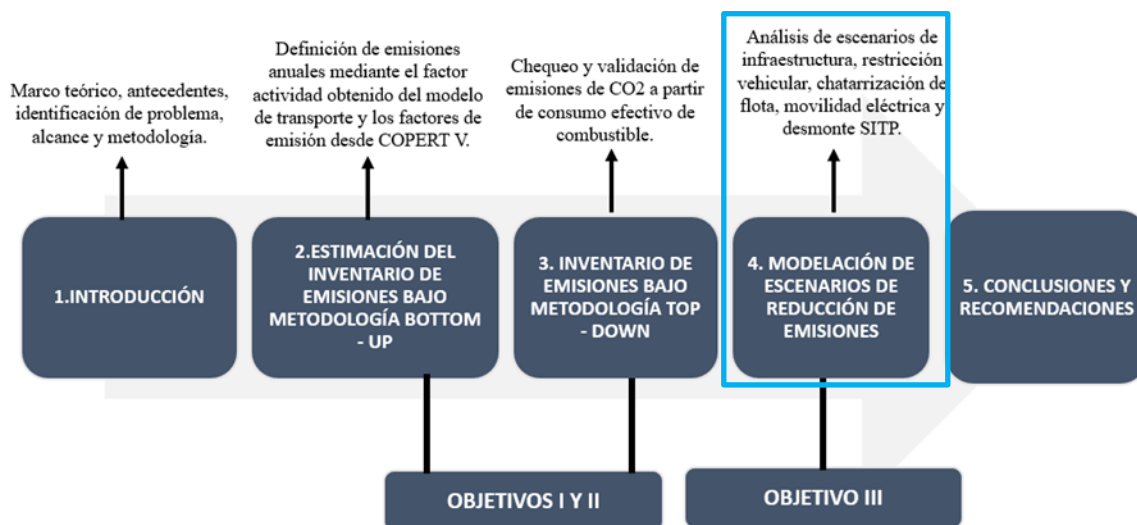 Marco teórico, antecedentes,
identificación de problema,
alcance y metodología.
Definición de emisiones
anuales mediante el factor
actividad obtenido del modelo
de transporte y los factores de
emisión desde COPERT V.
Chequeo y validación de
emisiones de CO2 a partir
de consumo efectivo de
combustible.
Análisis de escenarios de
infraestructura, restricción
vehicular, chatarrización de
flota, movilidad eléctrica y
desmonte SITP.
1.INTRODUCCIÓN
2.ESTIMACIÓN DEL
INVENTARIO DE
EMISIONES BAJO
METODOLOGÍA BOTTOM
- UP
3. INVENTARIO DE
EMISIONES BAJO
METODOLOGÍA TOP
- DOWN
4. MODELACIÓN DE
ESCENARIOS DE
REDUCCIÓN DE
EMISIONES
5. CONCLUSIONES Y
RECOMENDACIONES
OBJETIVOS I Y II
OBJETIVO III